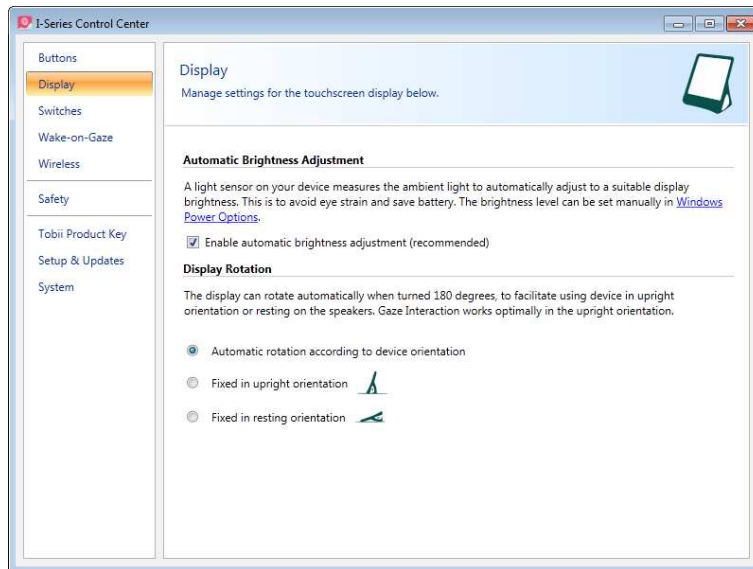 I-Series Control Center
Buttons
Display
Switches
Wake-on-Gaze
Wireless
Safety
Tobii Product Key
Setup & Updates
System
Display
Manage settings for the touchscreen display below.
Automatic Brightness Adjustment
A light sensor on your device measures the ambient light to automatically adjust to a suitable display
brightness. This is to avoid eye strain and save battery. The brightness level can be set manually in Windows
Power Options.
Enable automatic brightness adjustment (recommended)
Display Rotation
The display can rotate automatically when turned 180 degrees, to facilitate using device in upright
orientation or resting on the speakers. Gaze Interaction works optimally in the upright orientation.
Automatic rotation according to device orientation
Fixed in upright orientation
Fixed in resting orientation